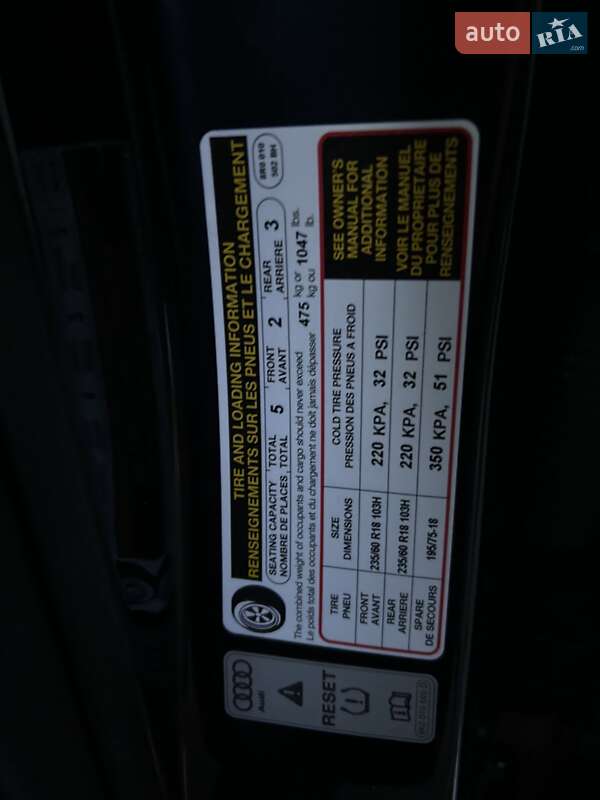 auto RIA.com
TIRE AND LOADING INFORMATION
RENSEIGNEMENTS SUR LES PNEUS ET LE CHARGEMENT
8R0 010
502 BH
SEATING CAPACITY TOTAL 5 FRONT 2 REAR 3
NOMBRE DE PLACES TOTAL AVANT ARRIERE
The combined weight of occupants and cargo should never exceed 475 kg or 1047 lbs.
Le poids total des occupants et du chargement ne doit jamais dépasser kg ou lb.
TIRE SIZE COLD TIRE PRESSURE
PNEU DIMENSIONS PRESSION DES PNEUS A FROID
FRONT
AVANT 235/60 R18 103H 220 KPA, 32 PSI
REAR
ARRIERE 235/60 R18 103H 220 KPA, 32 PSI
SPARE
DE SECOURS 195/75-18 350 KPA, 51 PSI
SEE OWNER'S
MANUAL FOR
ADDITIONAL
INFORMATION
VOIR LE MANUEL
DU PROPRIETAIRE
POUR PLUS DE
RENSEIGNEMENTS
Audi
RESET